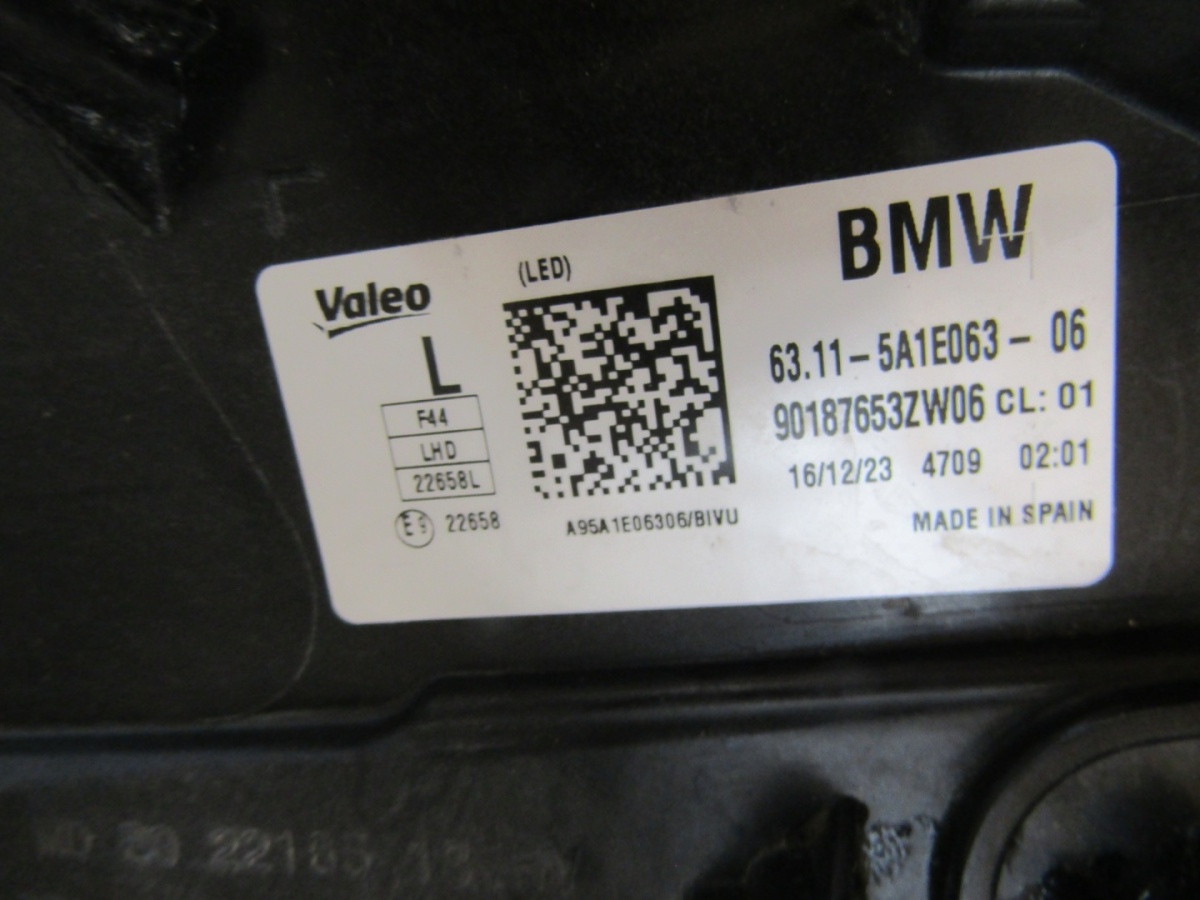 (LED)
Valeo
L
F44
LHD
22658L
22658
A95A1E06306/BIVU
BMW
63.11-5A1E063-06
90187653ZW06 CL: 01
16/12/23 4709 02:01
MADE IN SPAIN